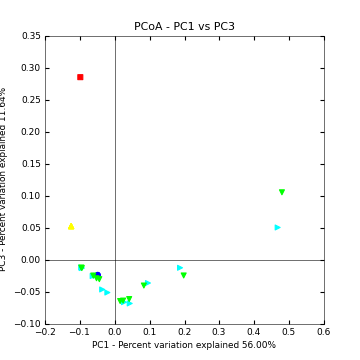 PCoA - PC1 vs PC3
0.35
0.30
0.25
0.20
0.15
0.10
0.05
0.00
−0.05
−0.10
PC3 - Percent variation explained 11.64%
−0.2 −0.1 0.0 0.1 0.2 0.3 0.4 0.5 0.6
PC1 - Percent variation explained 56.00%